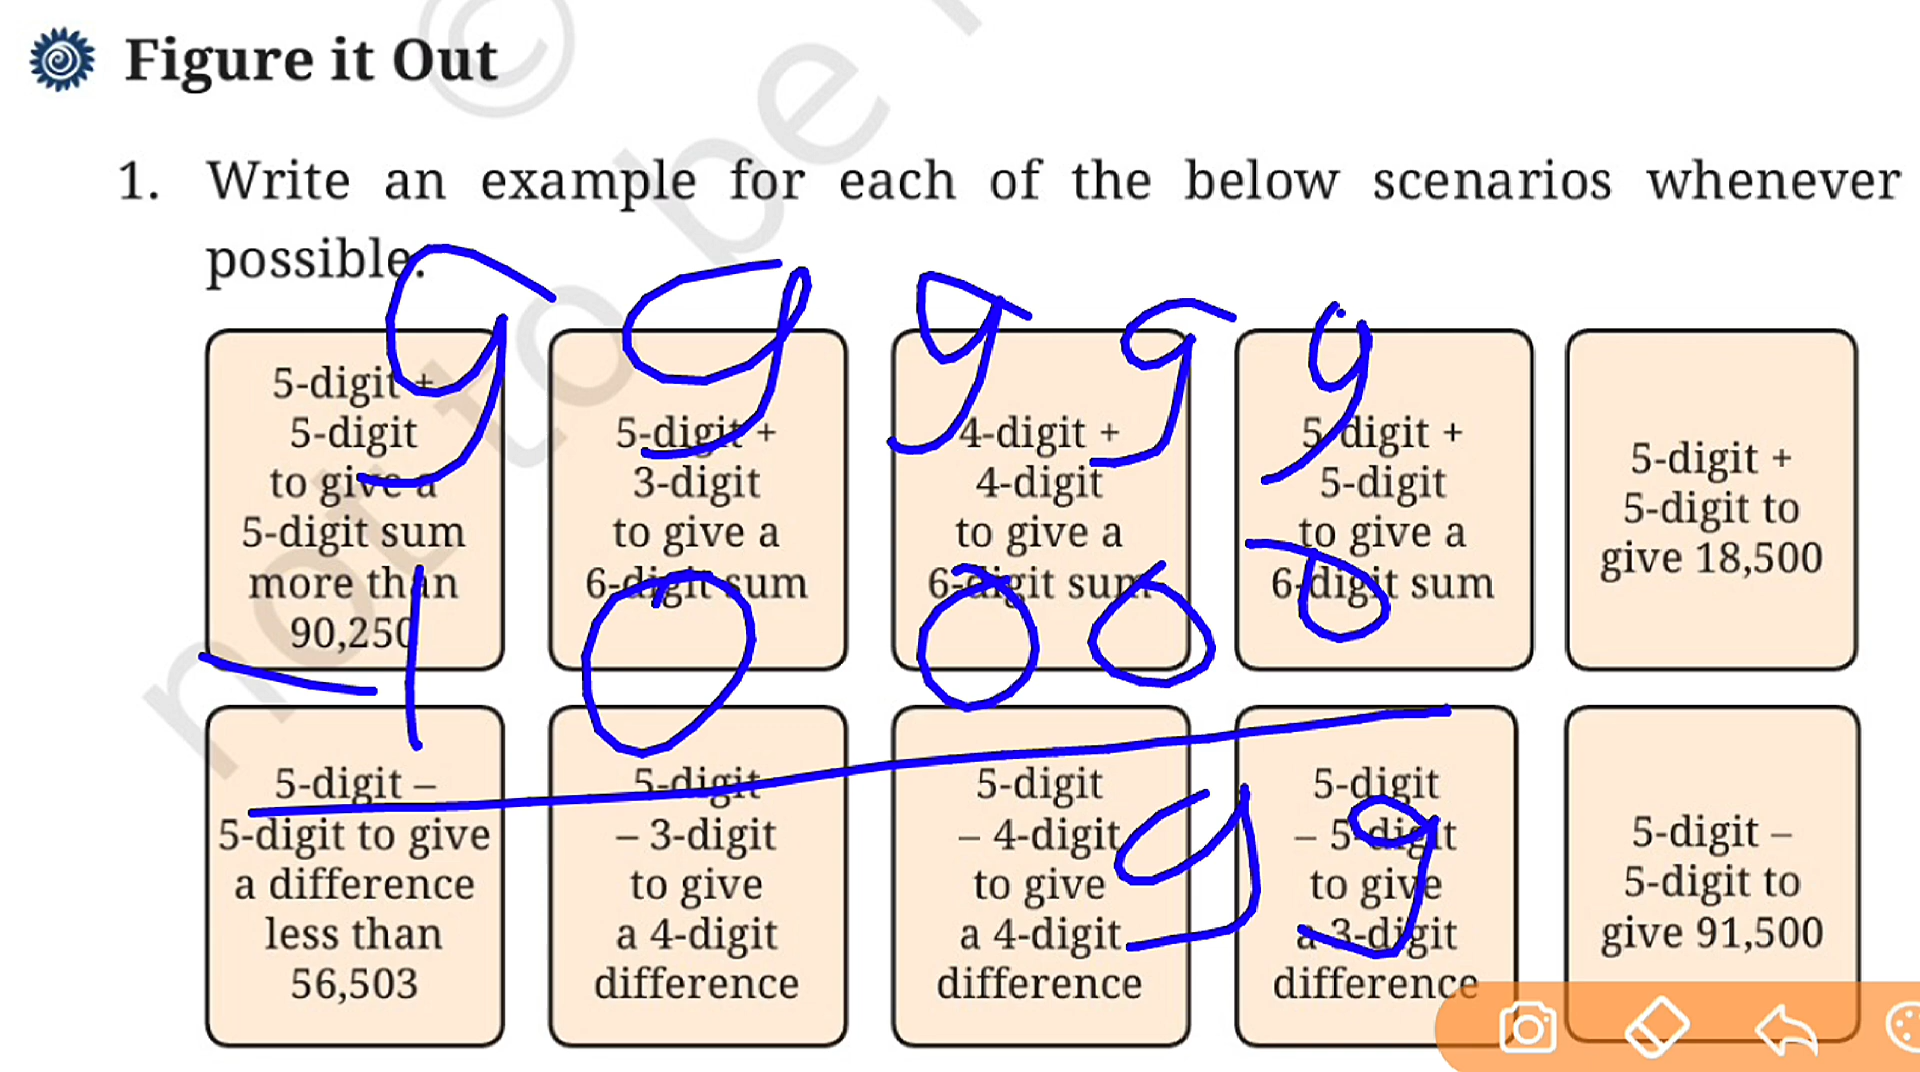 Figure it Out
1. Write an example for each of the below scenarios whenever
possible.
5-digit +
5-digit
to give a
5-digit sum
more than
90,250
5-digit +
3-digit
to give a
6-digit sum
4-digit +
4-digit
to give a
6-digit sum
5-digit +
5-digit
to give a
6-digit sum
5-digit +
5-digit to
give 18,500
5-digit –
5-digit to give
a difference
less than
56,503
5-digit
– 3-digit
to give
a 4-digit
difference
5-digit
– 4-digit
to give
a 4-digit
difference
5-digit
– 5-digit
to give
a 3-digit
difference
5-digit –
5-digit to
give 91,500
9 9 9 9 9
– 1 0 0 0 0
9 9
© not to be